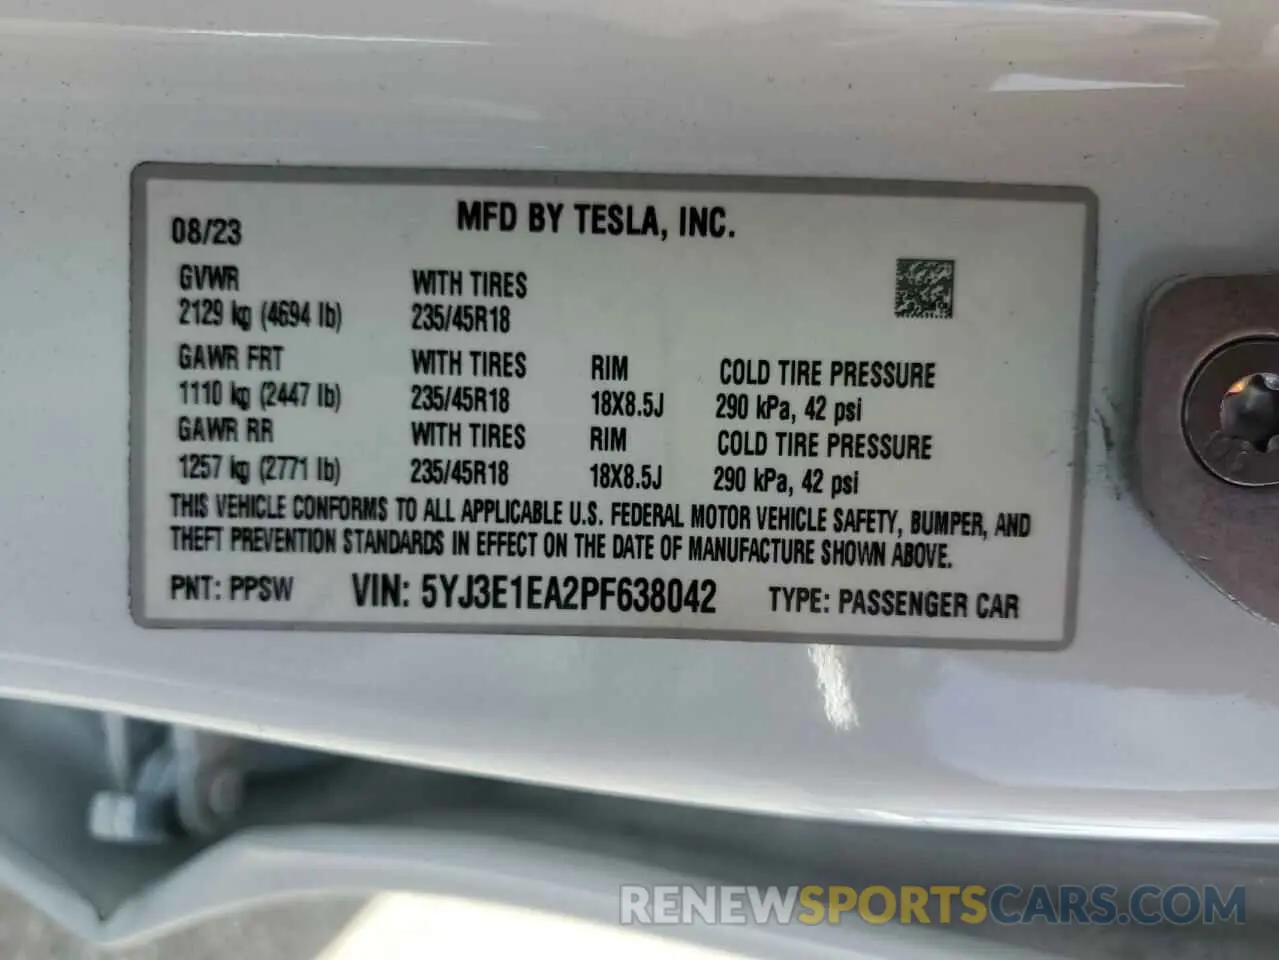 08/23 MFD BY TESLA, INC.
GVWR WITH TIRES
2129 kg (4694 lb) 235/45R18
GAWR FRT WITH TIRES RIM COLD TIRE PRESSURE
1110 kg (2447 lb) 235/45R18 18X8.5J 290 kPa, 42 psi
GAWR RR WITH TIRES RIM COLD TIRE PRESSURE
1257 kg (2771 lb) 235/45R18 18X8.5J 290 kPa, 42 psi
THIS VEHICLE CONFORMS TO ALL APPLICABLE U.S. FEDERAL MOTOR VEHICLE SAFETY, BUMPER, AND
THEFT PREVENTION STANDARDS IN EFFECT ON THE DATE OF MANUFACTURE SHOWN ABOVE.
PNT: PPSW VIN: 5YJ3E1EA2PF638042 TYPE: PASSENGER CAR
RENEWSPORTSCARS.COM